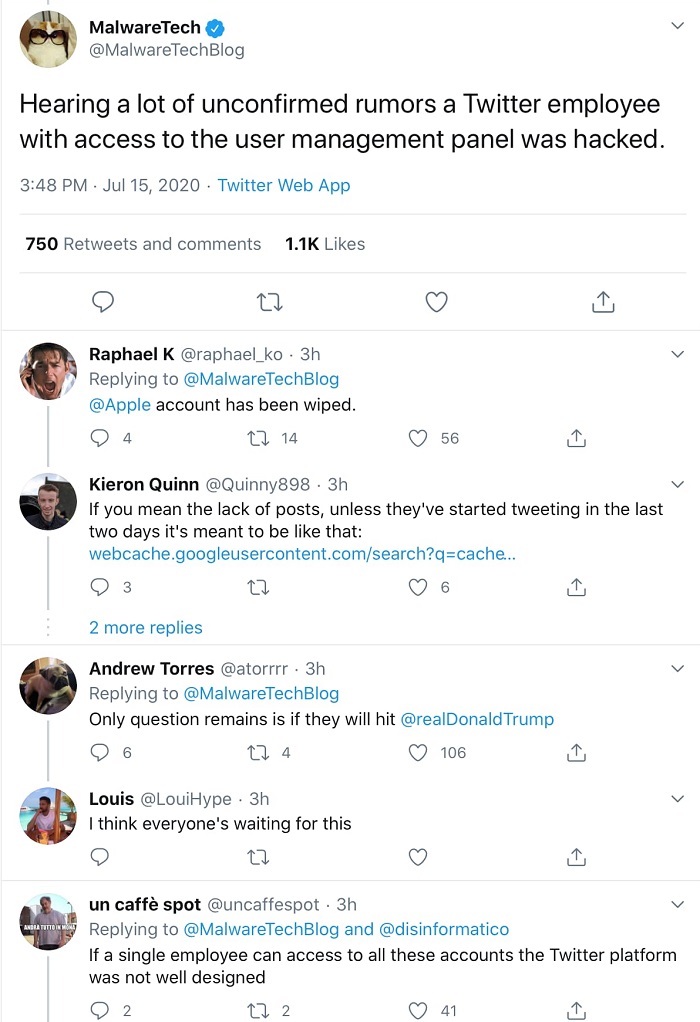 MalwareTech
@MalwareTechBlog
Hearing a lot of unconfirmed rumors a Twitter employee
with access to the user management panel was hacked.
3:48 PM · Jul 15, 2020 · Twitter Web App
750 Retweets and comments 1.1K Likes
Raphael K @raphael_ko · 3h
Replying to @MalwareTechBlog
@Apple account has been wiped.
4 14 56
Kieron Quinn @Quinny898 · 3h
If you mean the lack of posts, unless they've started tweeting in the last
two days it's meant to be like that:
webcache.googleusercontent.com/search?q=cache...
3 6
2 more replies
Andrew Torres @atorrrr · 3h
Replying to @MalwareTechBlog
Only question remains is if they will hit @realDonaldTrump
6 4 106
Louis @LouiHype · 3h
I think everyone's waiting for this
un caffè spot @uncaffespot · 3h
ANDRÀ TUTTO IN MONA
Replying to @MalwareTechBlog and @disinformatico
If a single employee can access to all these accounts the Twitter platform
was not well designed
2 2 41